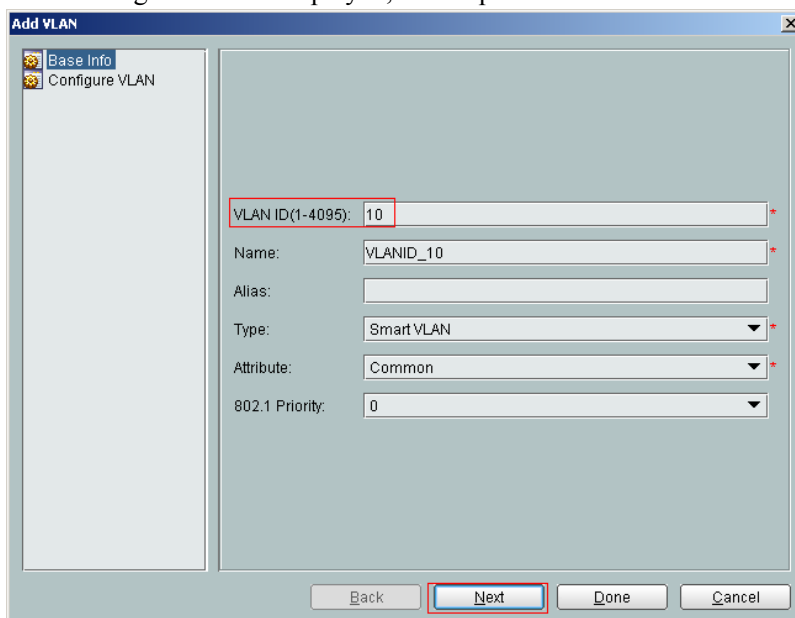 Add VLAN
Base Info
Configure VLAN
VLAN ID(1-4095): 10 *
Name: VLANID_10 *
Alias:
Type: Smart VLAN *
Attribute: Common *
802.1 Priority: 0
Back Next Done Cancel